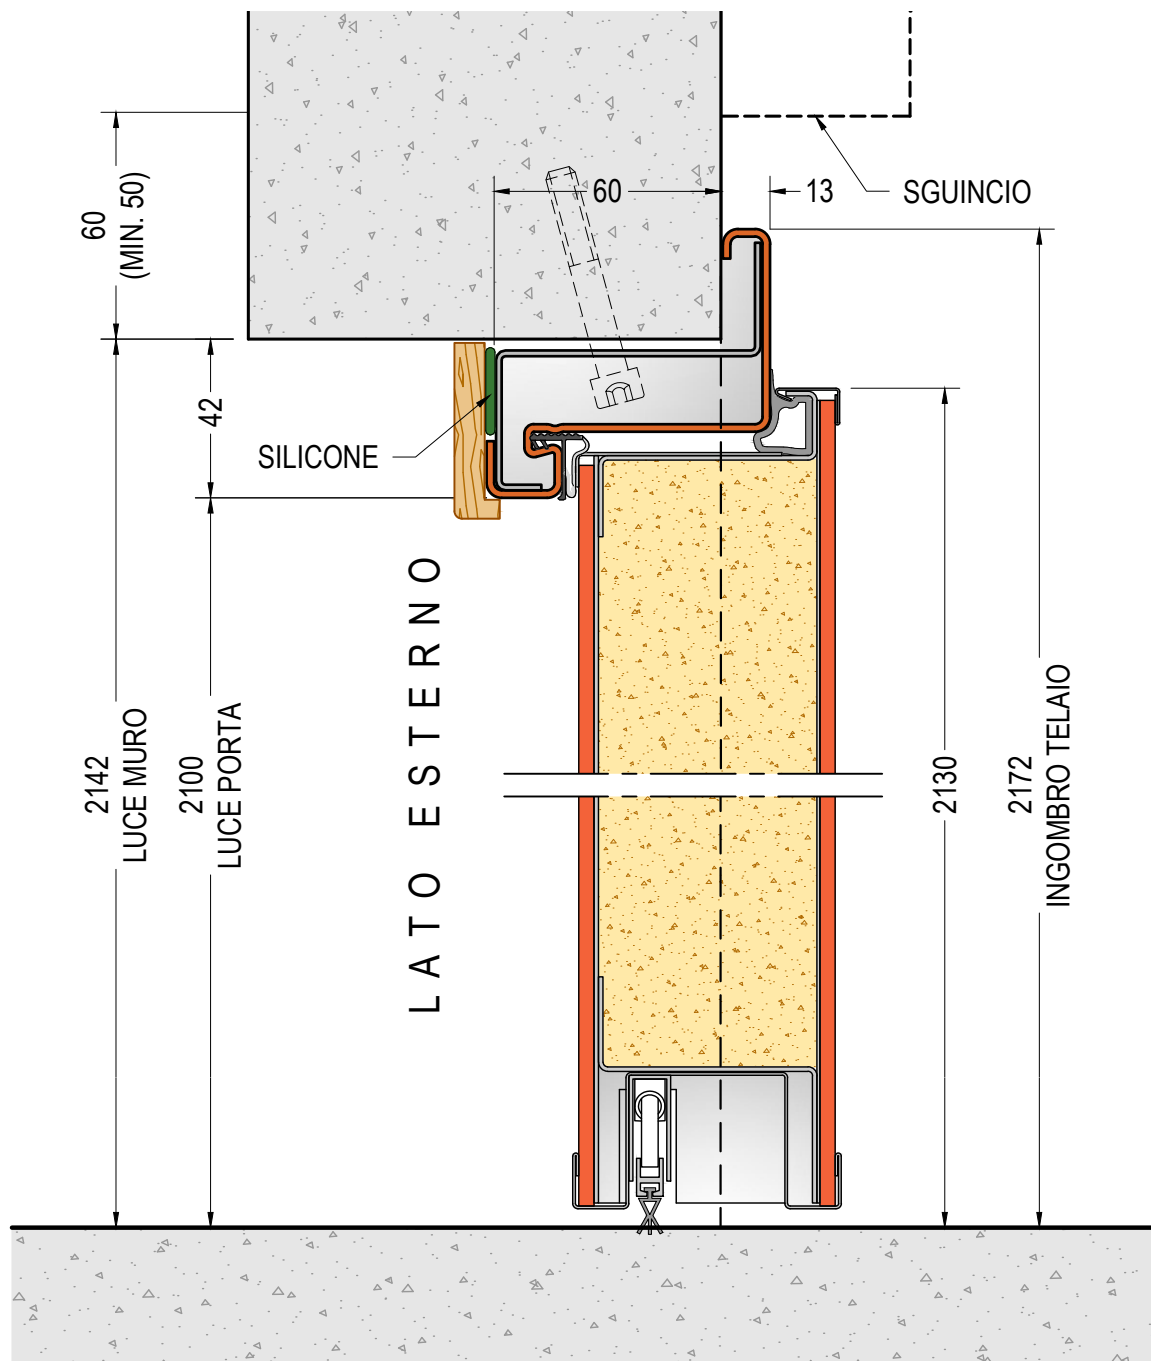 60
(MIN. 50)
60
13
SGUINCIO
42
SILICONE
LATO ESTERNO
2142
LUCE MURO
2100
LUCE PORTA
2130
2172
INGOMBRO TELAIO